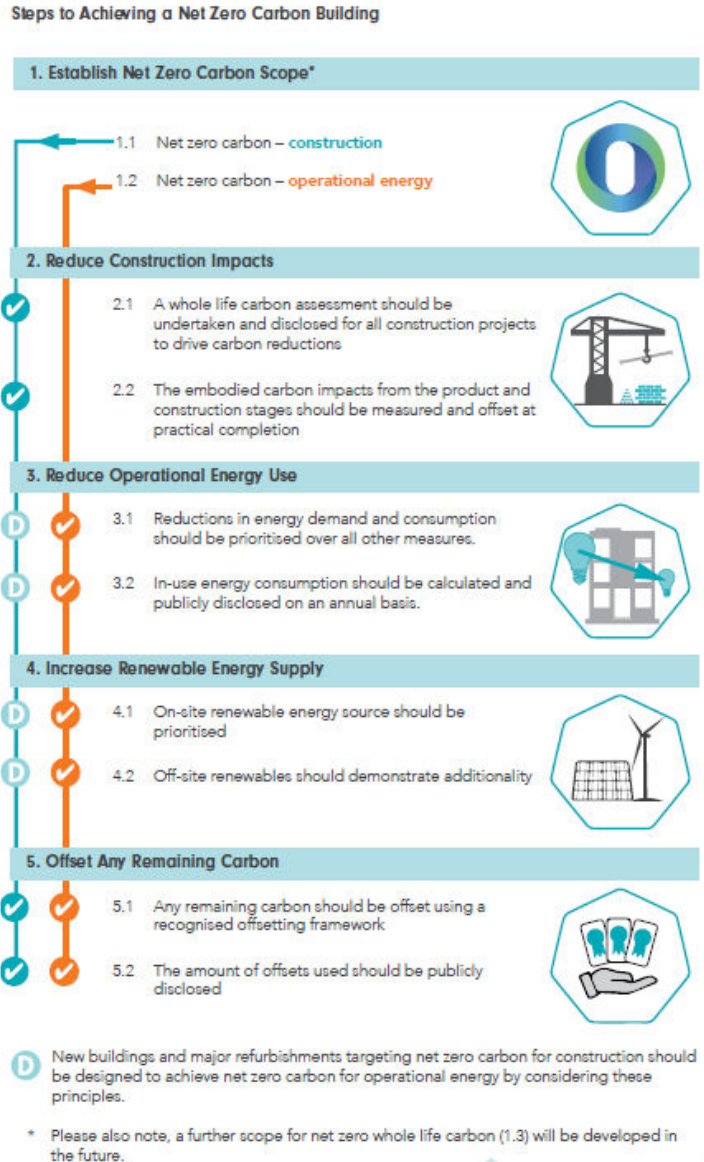 Steps to Achieving a Net Zero Carbon Building
1. Establish Net Zero Carbon Scope*
1.1 Net zero carbon – construction
1.2 Net zero carbon – operational energy
2. Reduce Construction Impacts
2.1 A whole life carbon assessment should be
undertaken and disclosed for all construction projects
to drive carbon reductions
2.2 The embodied carbon impacts from the product and
construction stages should be measured and offset at
practical completion
3. Reduce Operational Energy Use
D 3.1 Reductions in energy demand and consumption
should be prioritised over all other measures.
D 3.2 In-use energy consumption should be calculated and
publicly disclosed on an annual basis.
4. Increase Renewable Energy Supply
D 4.1 On-site renewable energy source should be
prioritised
D 4.2 Off-site renewables should demonstrate additionality
5. Offset Any Remaining Carbon
5.1 Any remaining carbon should be offset using a
recognised offsetting framework
5.2 The amount of offsets used should be publicly
disclosed
D New buildings and major refurbishments targeting net zero carbon for construction should
be designed to achieve net zero carbon for operational energy by considering these
principles.
* Please also note, a further scope for net zero whole life carbon (1.3) will be developed in
the future.